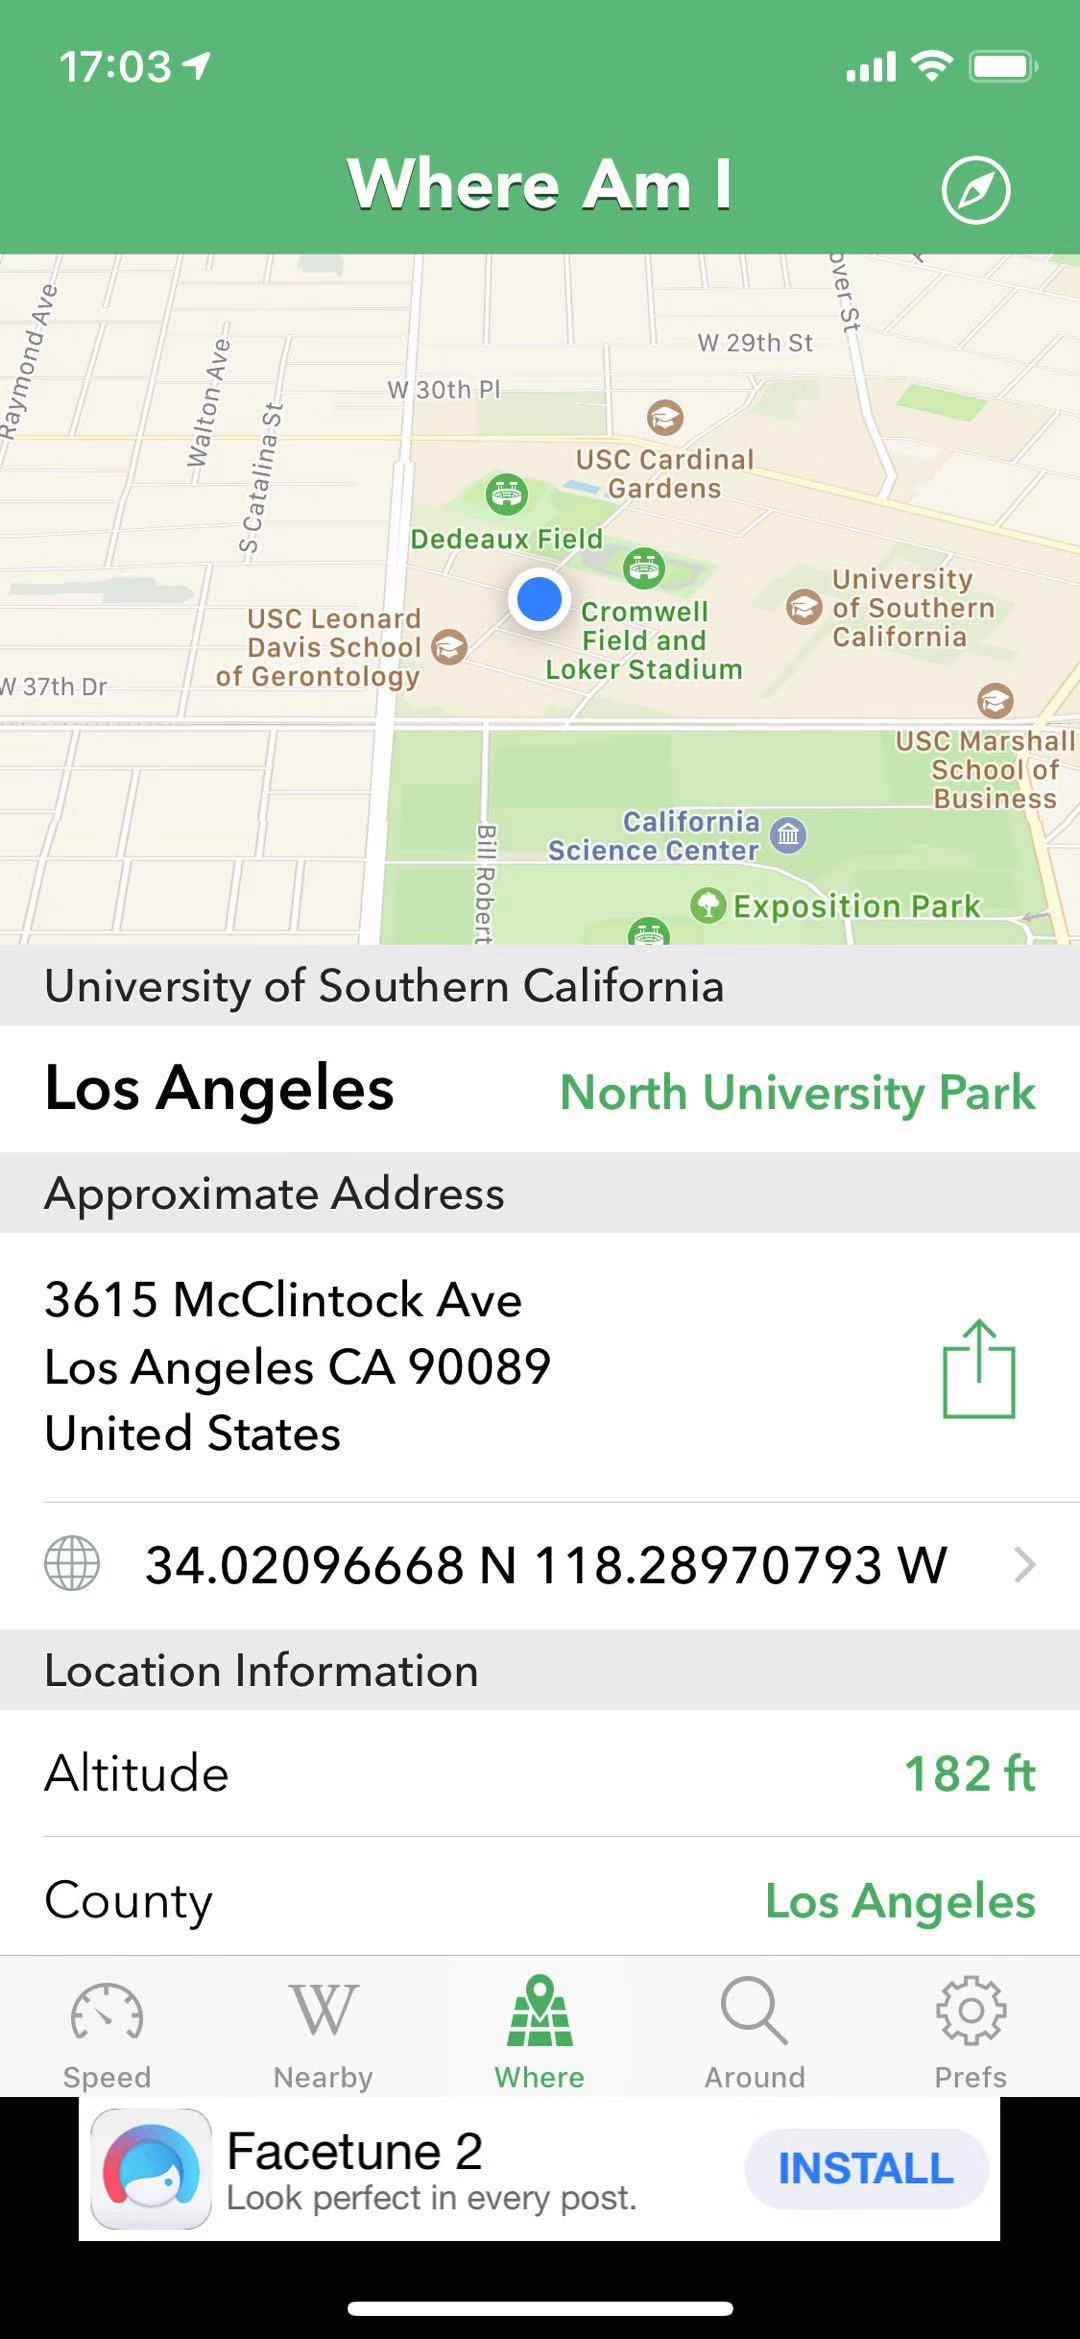 17:03
Where Am I
Raymond Ave
Walton Ave
S Catalina St
W 30th Pl
W 29th St
over St
USC Cardinal
Gardens
Dedeaux Field
Cromwell
Field and
Loker Stadium
University
of Southern
California
USC Leonard
Davis School
of Gerontology
W 37th Dr
USC Marshall
School of
Business
California
Science Center
Bill Robert
Exposition Park
University of Southern California
Los Angeles
North University Park
Approximate Address
3615 McClintock Ave
Los Angeles CA 90089
United States
34.02096668 N 118.28970793 W
Location Information
Altitude
182 ft
County
Los Angeles
W
Speed
Nearby
Where
Around
Prefs
Facetune 2
Look perfect in every post.
INSTALL